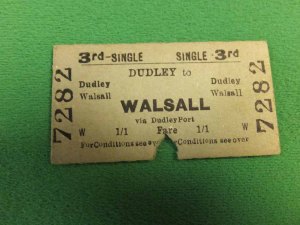 3rd-SINGLE SINGLE 3rd
DUDLEY to
Dudley Dudley
Walsall Walsall
WALSALL
via Dudley Port
W 1/1 Fare 1/1 W
For Conditions see over For Conditions see over
7282
7282